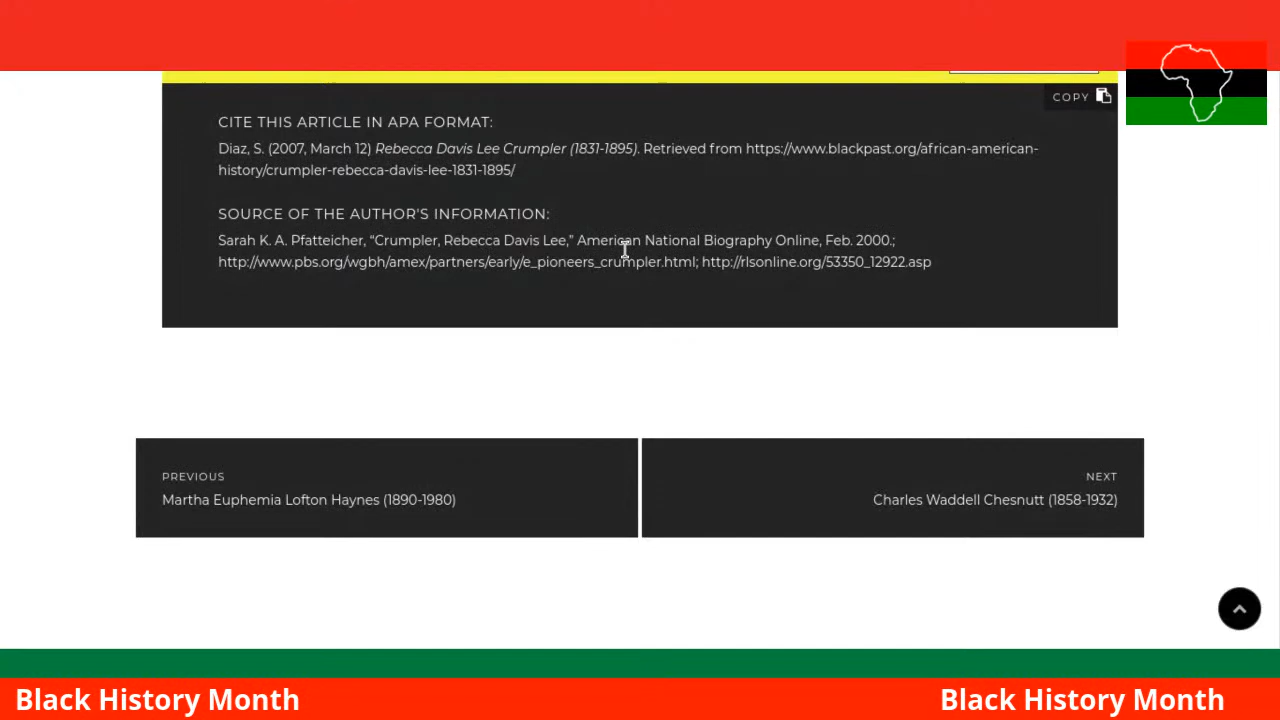 COPY
CITE THIS ARTICLE IN APA FORMAT:
Diaz, S. (2007, March 12) Rebecca Davis Lee Crumpler (1831-1895). Retrieved from https://www.blackpast.org/african-american-
history/crumpler-rebecca-davis-lee-1831-1895/
SOURCE OF THE AUTHOR'S INFORMATION:
Sarah K. A. Pfatteicher, “Crumpler, Rebecca Davis Lee,” American National Biography Online, Feb. 2000.;
http://www.pbs.org/wgbh/amex/partners/early/e_pioneers_crumpler.html; http://rlsonline.org/53350_12922.asp
PREVIOUS
Martha Euphemia Lofton Haynes (1890-1980)
NEXT
Charles Waddell Chesnutt (1858-1932)
Black History Month
Black History Month